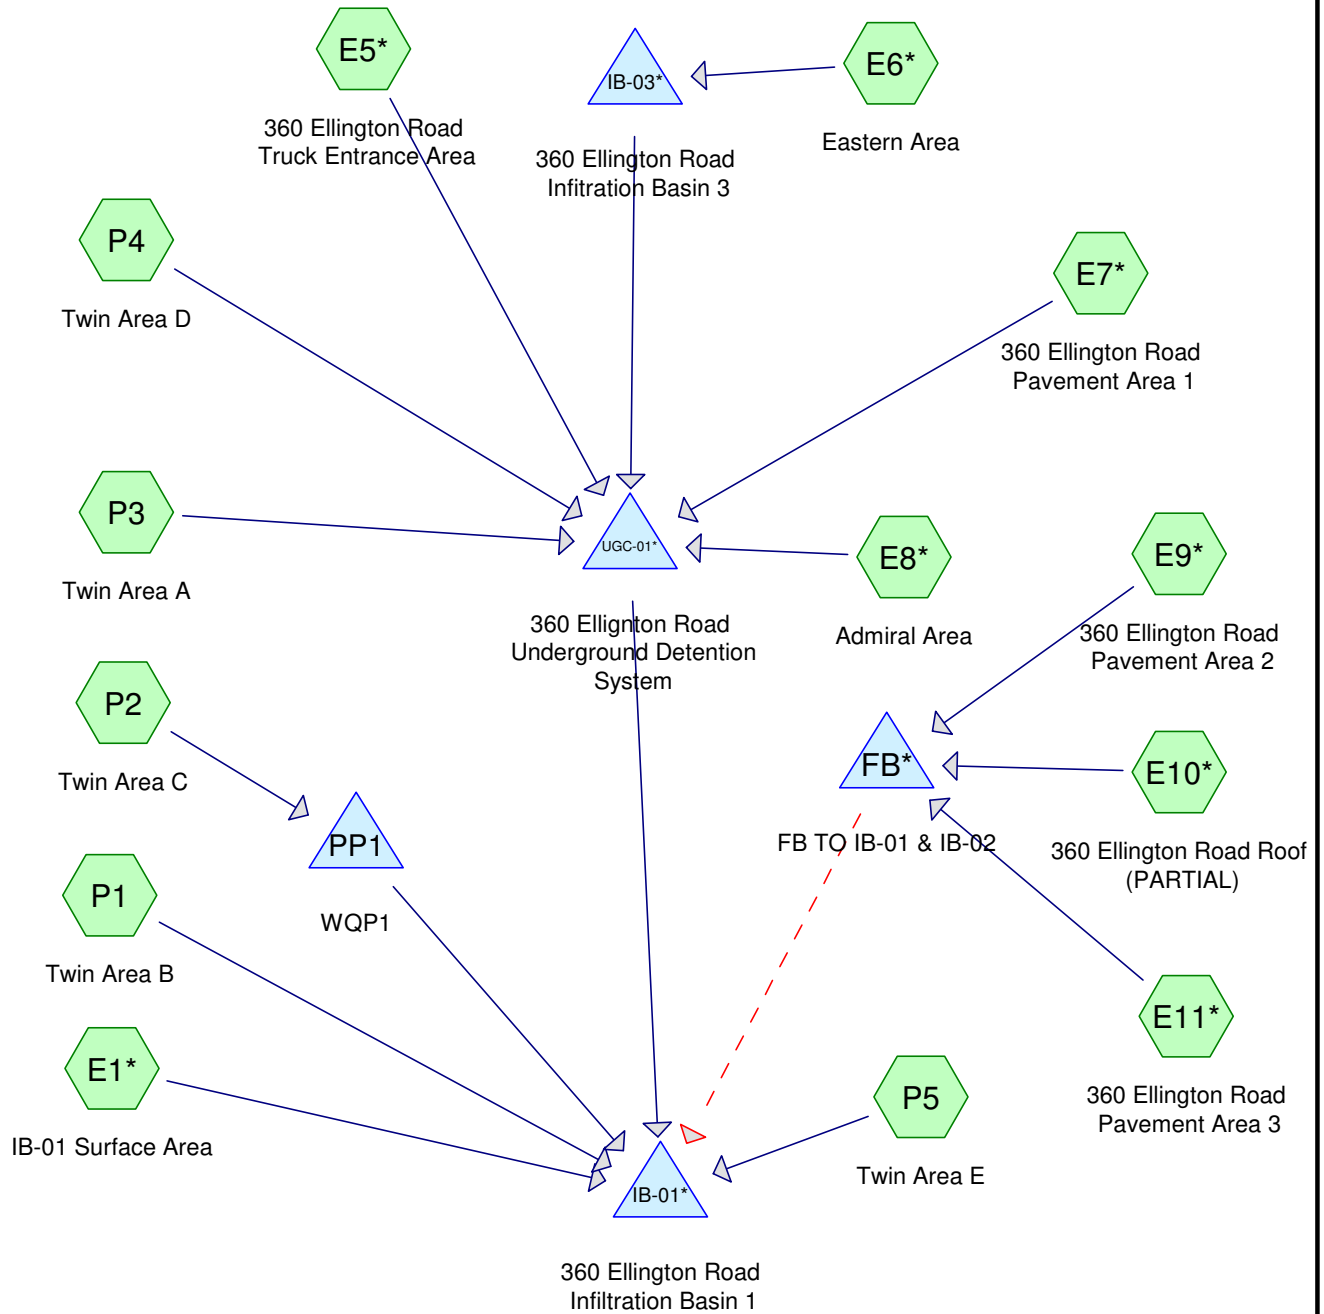 E5*
360 Ellington Road
Truck Entrance Area
IB-03*
360 Ellington Road
Infitration Basin 3
E6*
Eastern Area
P4
Twin Area D
E7*
360 Ellington Road
Pavement Area 1
P3
Twin Area A
UGC-01*
360 Ellignton Road
Underground Detention
System
E8*
Admiral Area
E9*
360 Ellington Road
Pavement Area 2
P2
Twin Area C
FB*
FB TO IB-01 & IB-02
E10*
360 Ellington Road Roof
(PARTIAL)
PP1
WQP1
P1
Twin Area B
E11*
360 Ellington Road
Pavement Area 3
E1*
IB-01 Surface Area
P5
Twin Area E
IB-01*
360 Ellington Road
Infiltration Basin 1